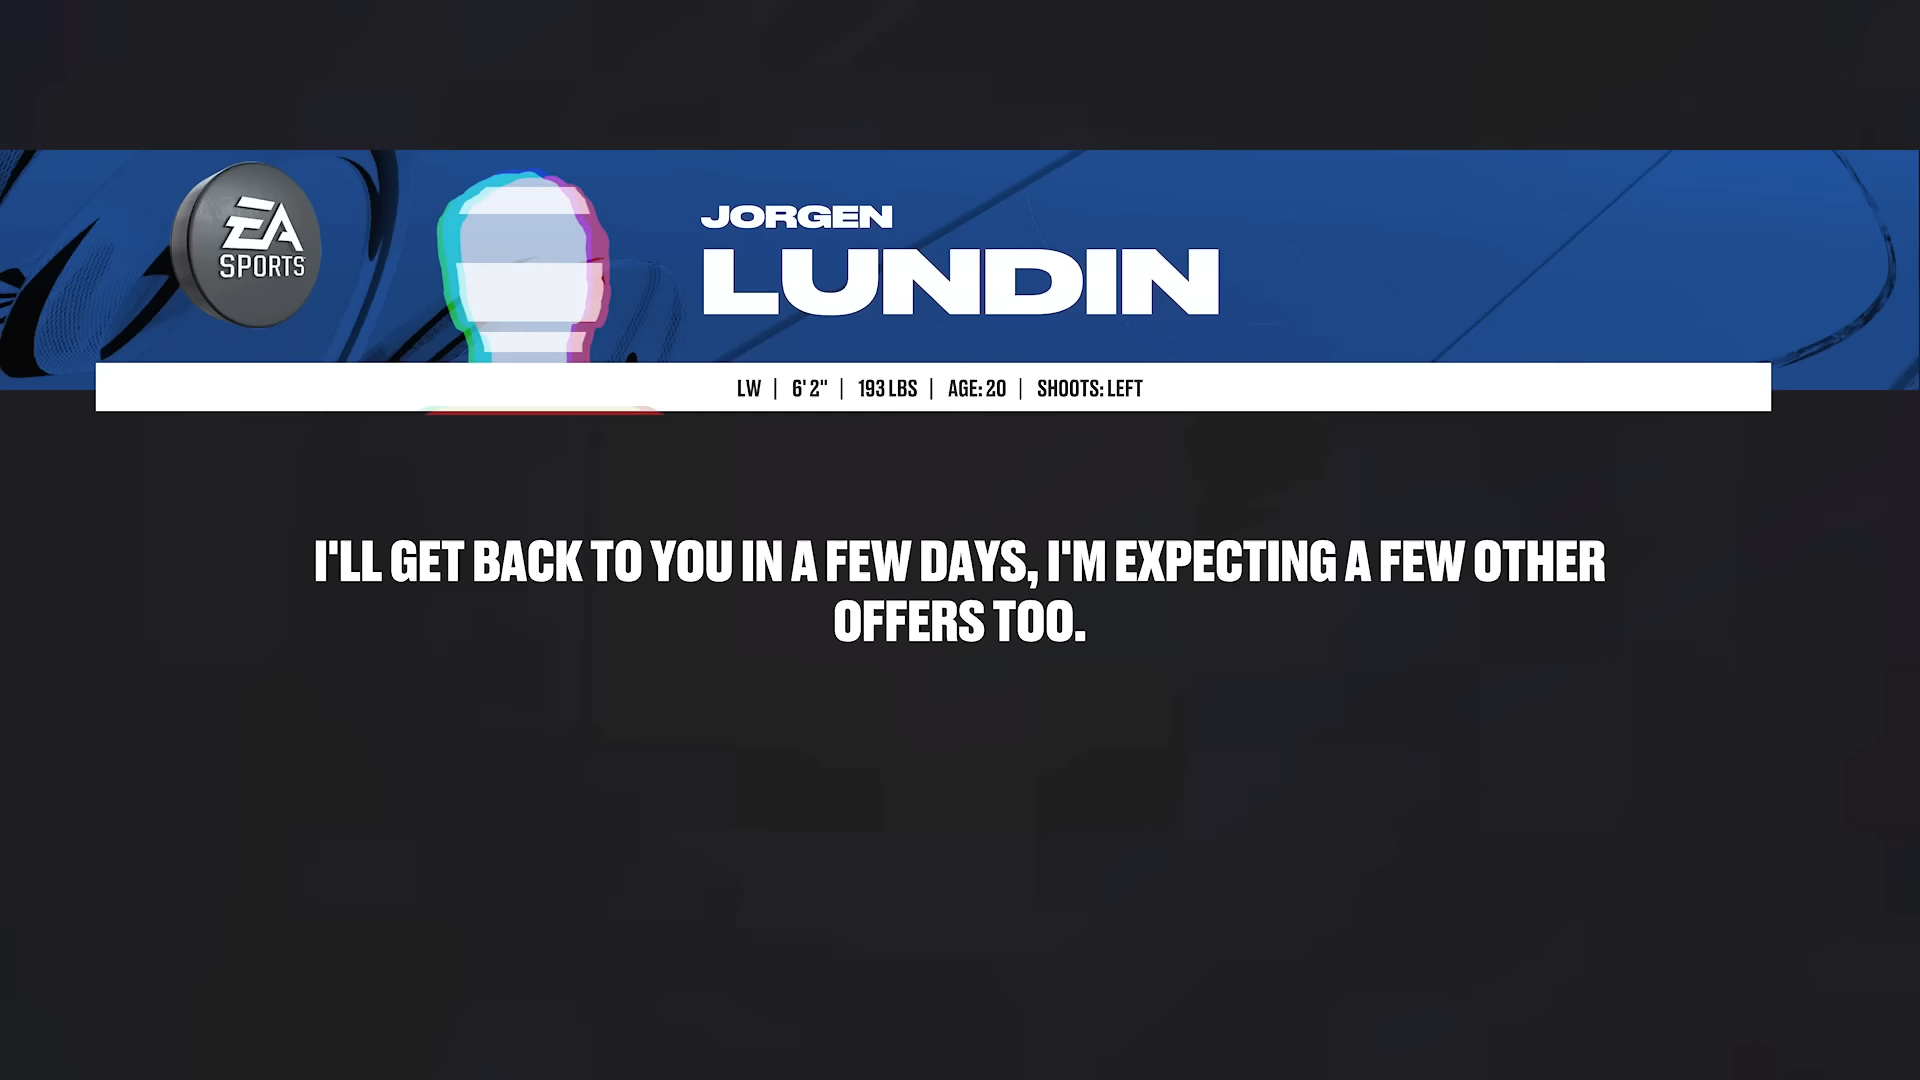 EA
SPORTS
JORGEN
LUNDIN
LW | 6' 2" | 193 LBS | AGE: 20 | SHOOTS: LEFT
I'LL GET BACK TO YOU IN A FEW DAYS, I'M EXPECTING A FEW OTHER
OFFERS TOO.